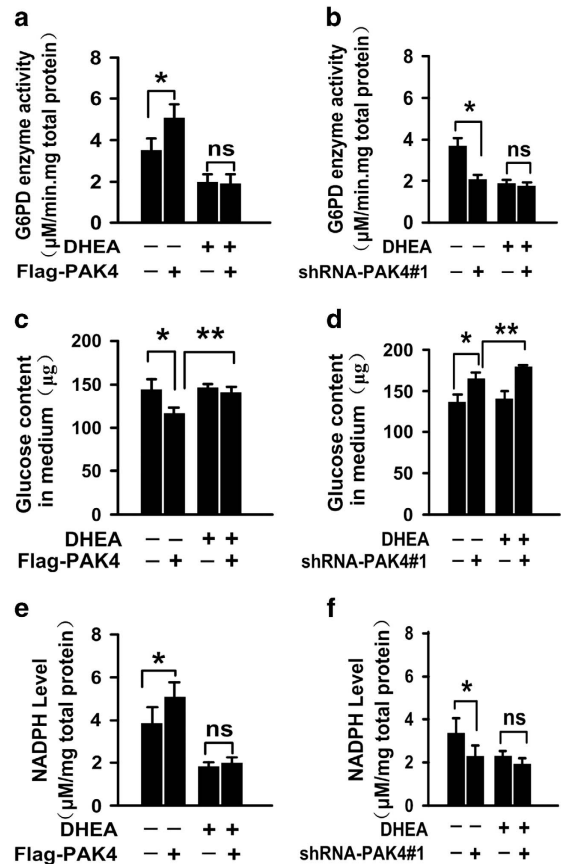 a
G6PD enzyme activity
(μM/min.mg total protein)
8
6
4
2
0
*
ns
DHEA − − + +
Flag-PAK4 − + − +
b
G6PD enzyme activity
(μM/min.mg total protein)
8
6
4
2
0
*
ns
DHEA − − + +
shRNA-PAK4#1 − + − +
c
Glucose content
in medium (μg)
200
150
100
50
0
*
**
DHEA − − + +
Flag-PAK4 − + − +
d
Glucose content
in medium (μg)
200
150
100
50
0
*
**
DHEA − − + +
shRNA-PAK4#1 − + − +
e
NADPH Level
(μM/mg total protein)
8
6
4
2
0
*
ns
DHEA − − + +
Flag-PAK4 − + − +
f
NADPH Level
(μM/mg total protein)
8
6
4
2
0
*
ns
DHEA − − + +
shRNA-PAK4#1 − + − +